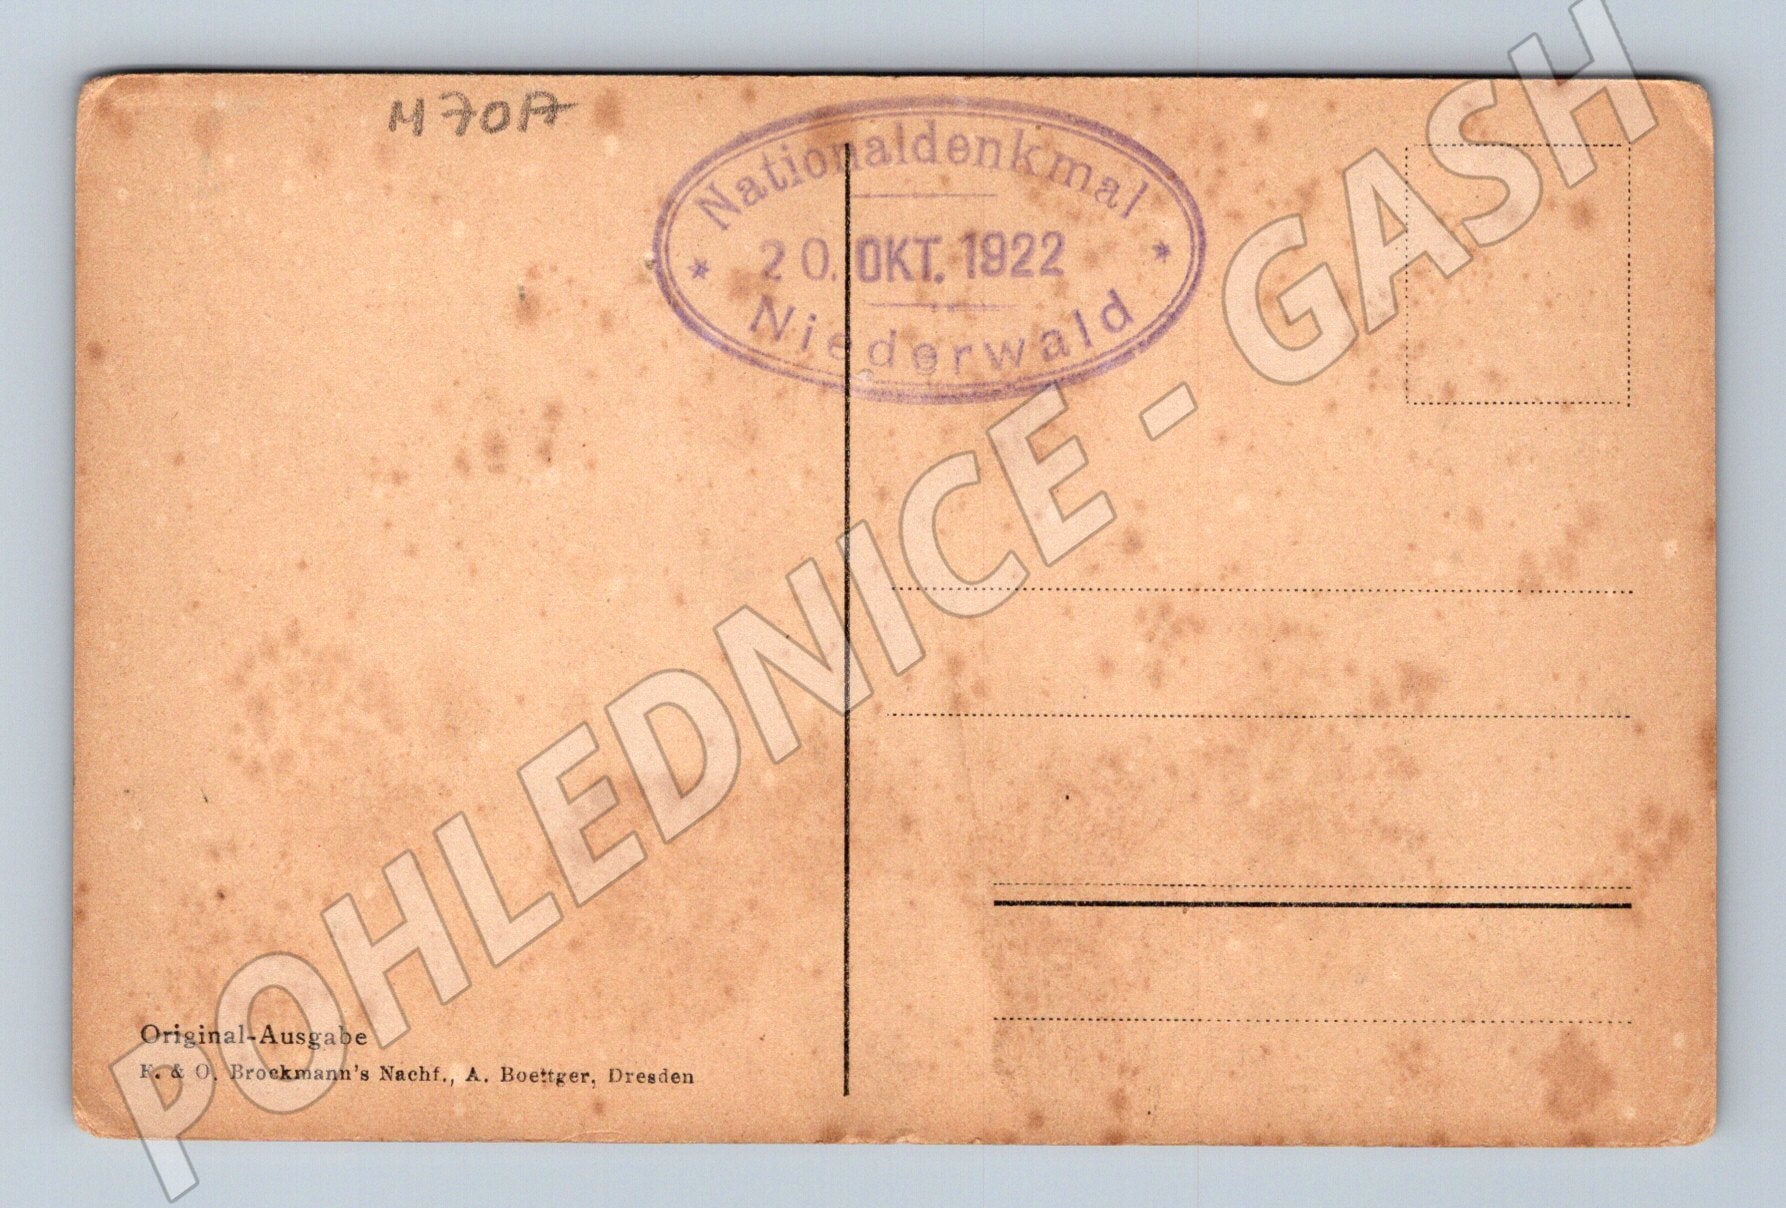 M70A
Nationaldenkmal
20. OKT. 1922
* Niederwald *
Original-Ausgabe
F. & O. Brockmann's Nachf., A. Boettger, Dresden
POHLEDNICE - GASH